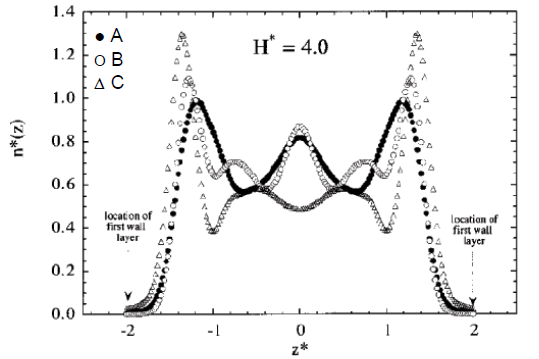 1.4
1.2
1.0
0.8
0.6
0.4
0.2
0.0
n*(z)
● A
○ B
△ C
H* = 4.0
location of
first wall
layer
location of
first wall
layer
-2
-1
0
1
2
z*